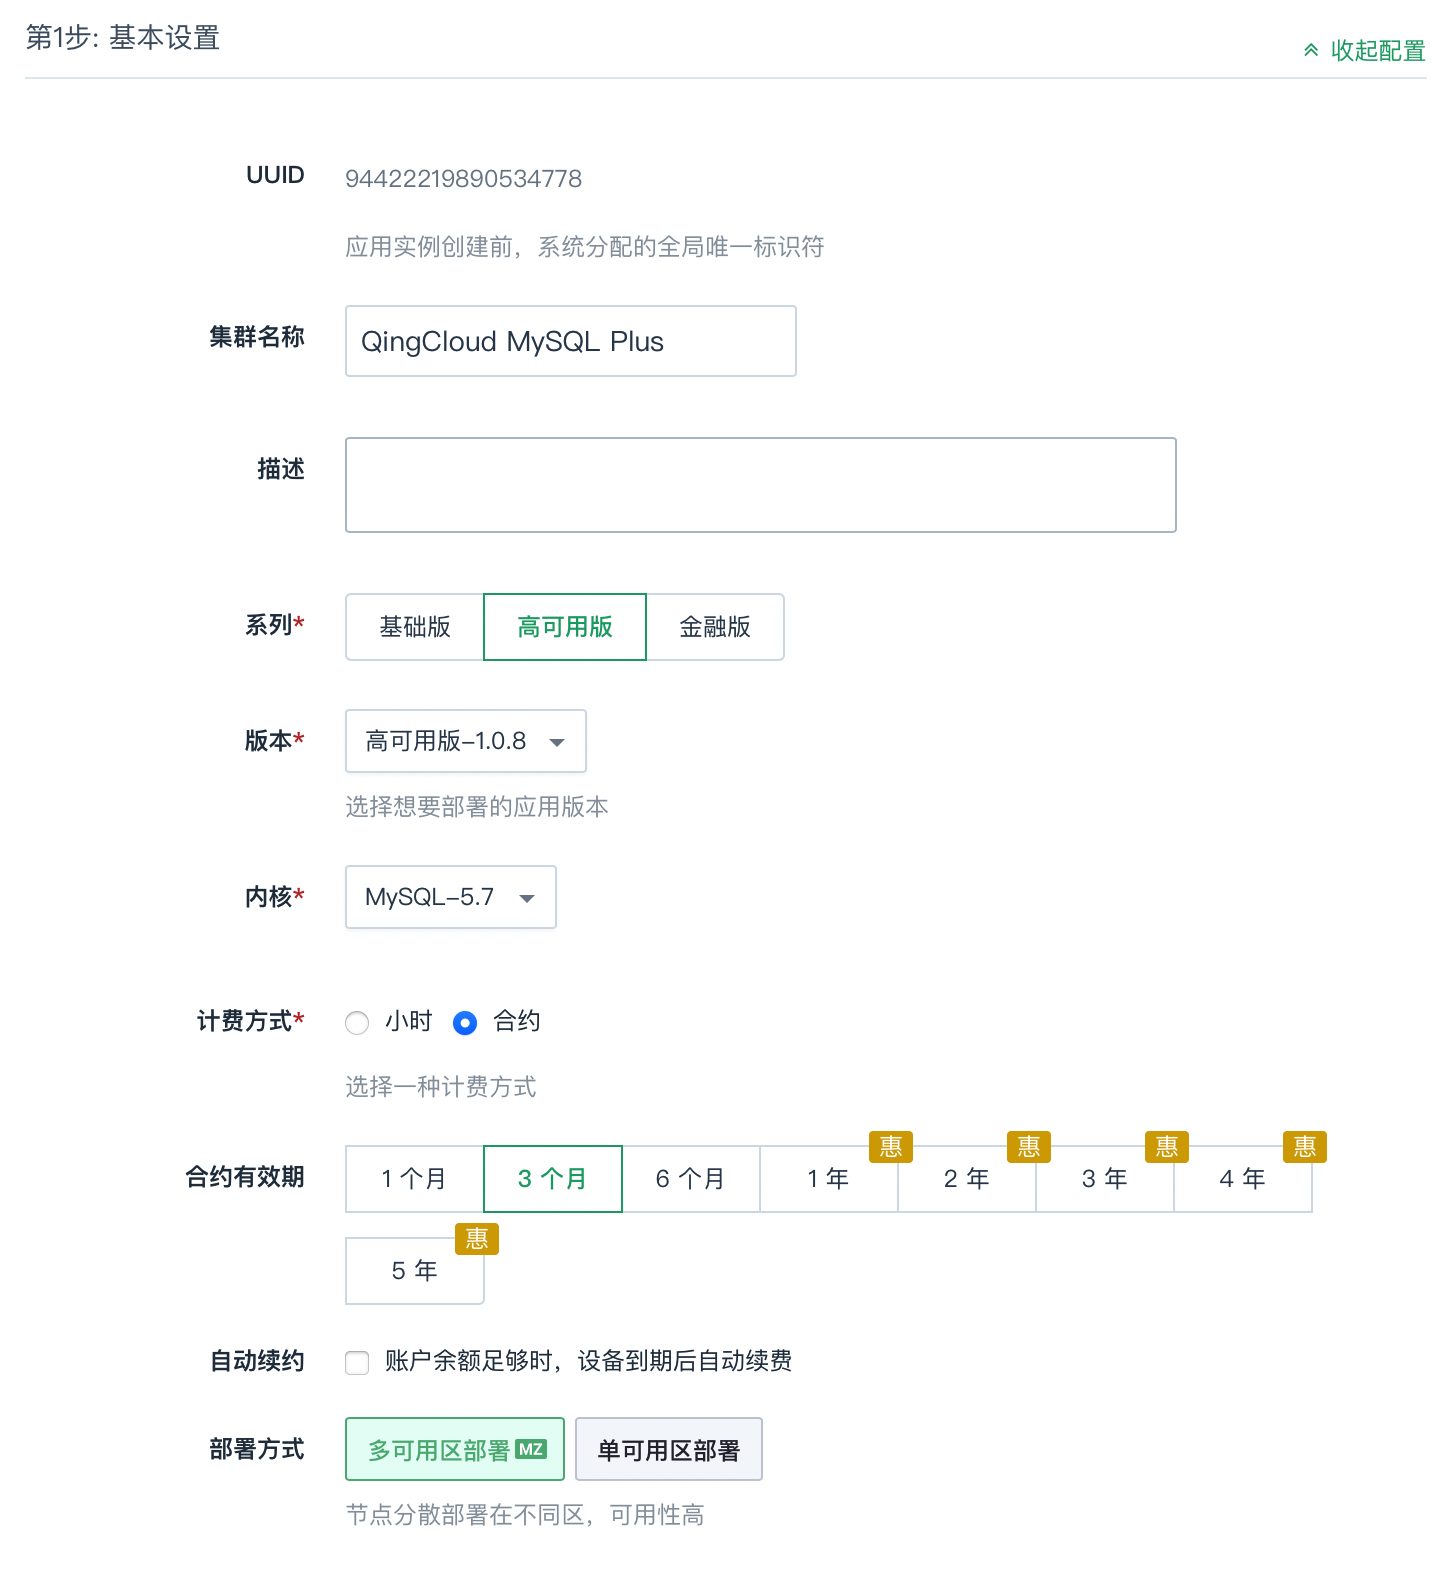 第1步: 基本设置
收起配置
UUID 94422219890534778
应用实例创建前，系统分配的全局唯一标识符
集群名称 QingCloud MySQL Plus
描述
系列* 基础版 高可用版 金融版
版本* 高可用版-1.0.8
选择想要部署的应用版本
内核* MySQL-5.7
计费方式* 小时 合约
选择一种计费方式
合约有效期 1 个月 3 个月 6 个月 1 年 惠 2 年 惠 3 年 惠 4 年 惠
5 年 惠
自动续约 账户余额足够时，设备到期后自动续费
部署方式 多可用区部署 MZ 单可用区部署
节点分散部署在不同区，可用性高